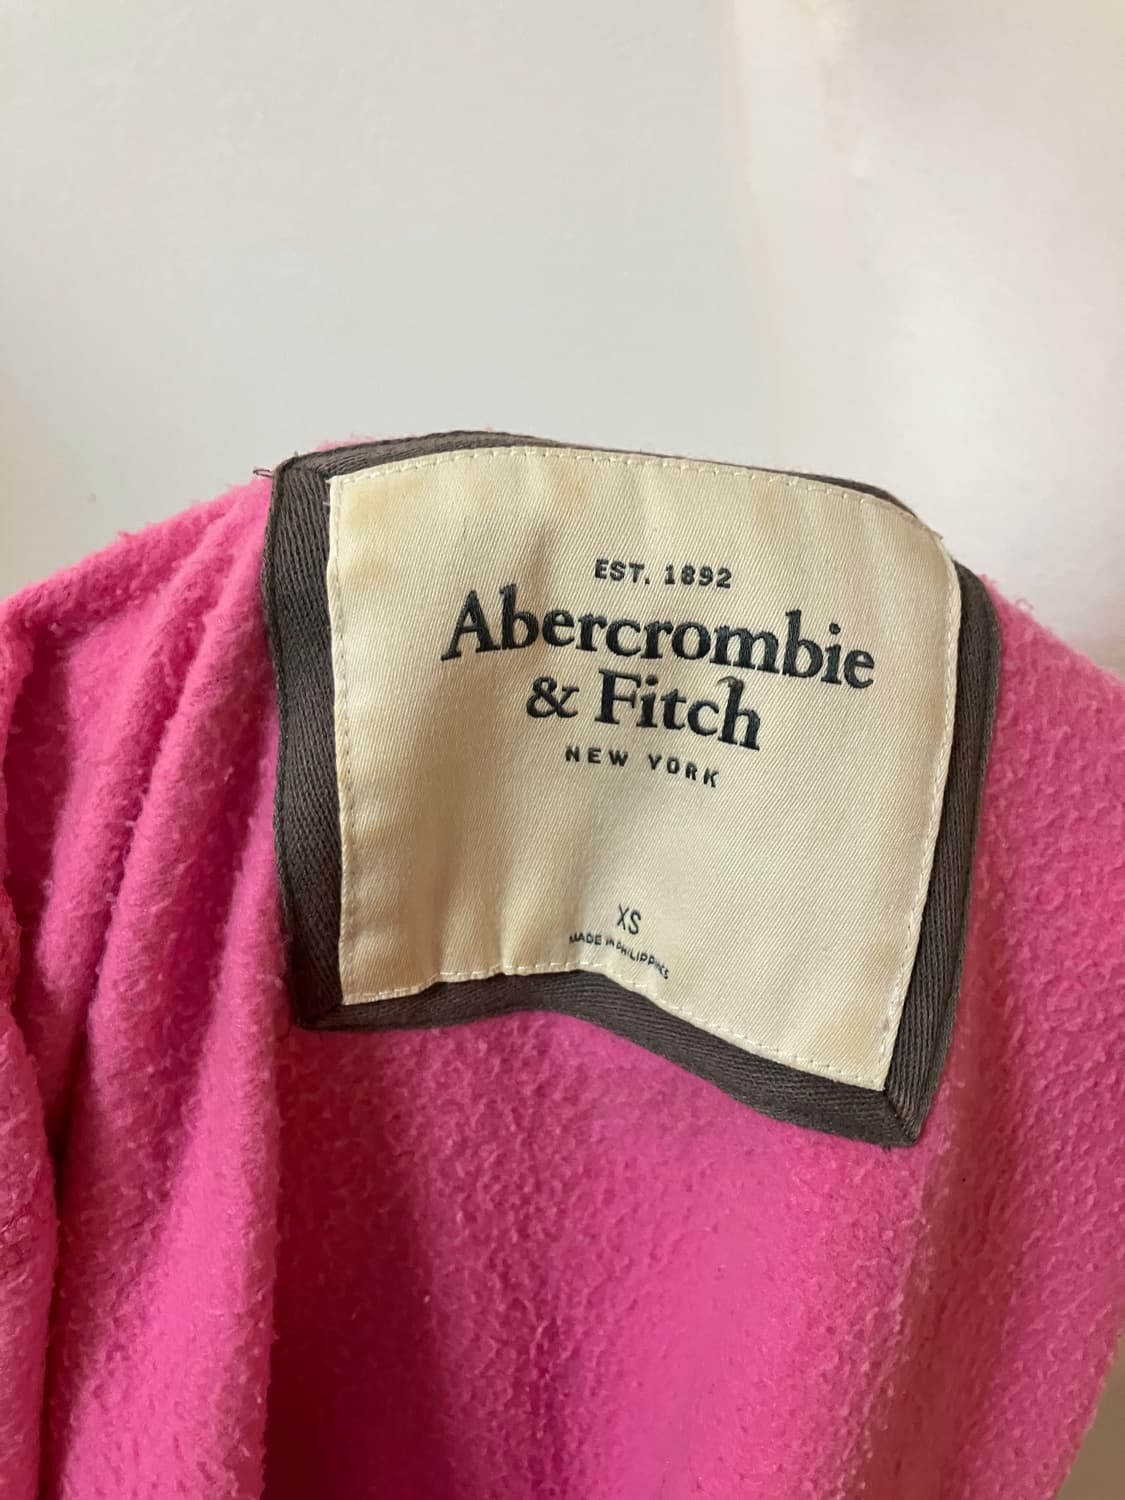 EST. 1892
Abercrombie
& Fitch
NEW YORK
XS
MADE IN PHILIPPINES